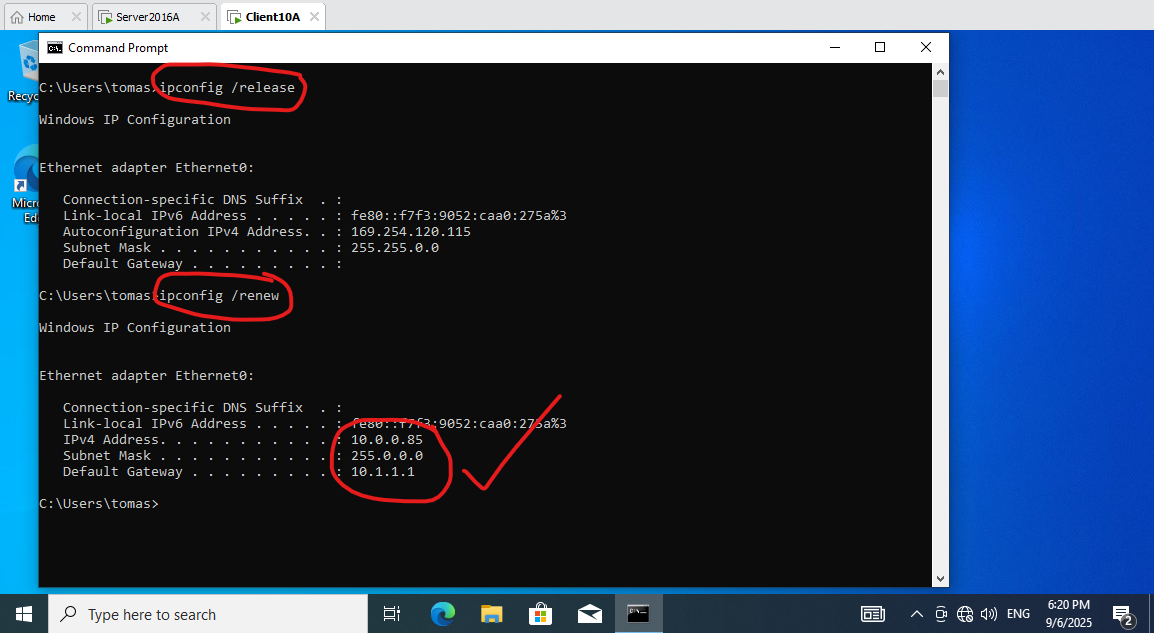 Home
Server2016A
Client10A
Command Prompt
Recyc
C:\Users\tomas>ipconfig /release
Windows IP Configuration
Ethernet adapter Ethernet0:
Connection-specific DNS Suffix  . :
Link-local IPv6 Address . . . . . : fe80::f7f3:9052:caa0:275a%3
Autoconfiguration IPv4 Address. . : 169.254.120.115
Subnet Mask . . . . . . . . . . . : 255.255.0.0
Default Gateway . . . . . . . . . :
Micro
Ed
C:\Users\tomas>ipconfig /renew
Windows IP Configuration
Ethernet adapter Ethernet0:
Connection-specific DNS Suffix  . :
Link-local IPv6 Address . . . . . : fe80::f7f3:9052:caa0:275a%3
IPv4 Address. . . . . . . . . . . : 10.0.0.85
Subnet Mask . . . . . . . . . . . : 255.0.0.0
Default Gateway . . . . . . . . . : 10.1.1.1
C:\Users\tomas>
Type here to search
ENG
6:20 PM
9/6/2025
2